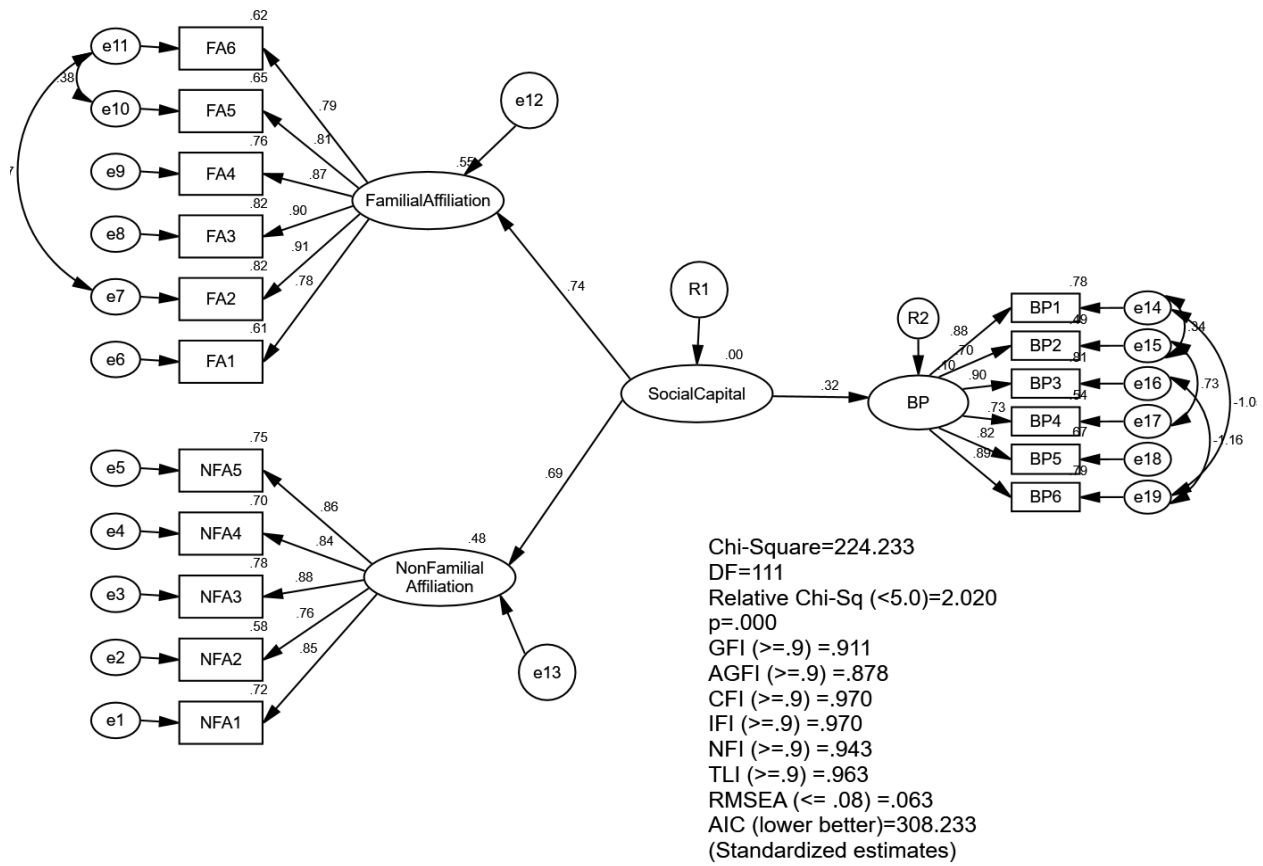 .62
e11
FA6
.38
.65
e10
FA5
.79
e12
.81
.76
e9
FA4
.87
.55
FamilialAffiliation
.82
e8
FA3
.90
.91
.82
e7
FA2
.78
.61
e6
FA1
.74
R1
.00
SocialCapital
.32
R2
.10
BP
.78
BP1
e14
.88
.34
.49
BP2
e15
.70
.81
BP3
e16
.90
.73
.54
BP4
e17
.73
-1.16
.67
BP5
e18
.82
.79
BP6
e19
.89
.69
.75
e5
NFA5
.86
.70
e4
NFA4
.84
.48
NonFamilial
Affiliation
.78
e3
NFA3
.88
.76
.58
e2
NFA2
.85
.72
e1
NFA1
e13
Chi-Square=224.233
DF=111
Relative Chi-Sq (<5.0)=2.020
p=.000
GFI (>=.9) =.911
AGFI (>=.9) =.878
CFI (>=.9) =.970
IFI (>=.9) =.970
NFI (>=.9) =.943
TLI (>=.9) =.963
RMSEA (<= .08) =.063
AIC (lower better)=308.233
(Standardized estimates)